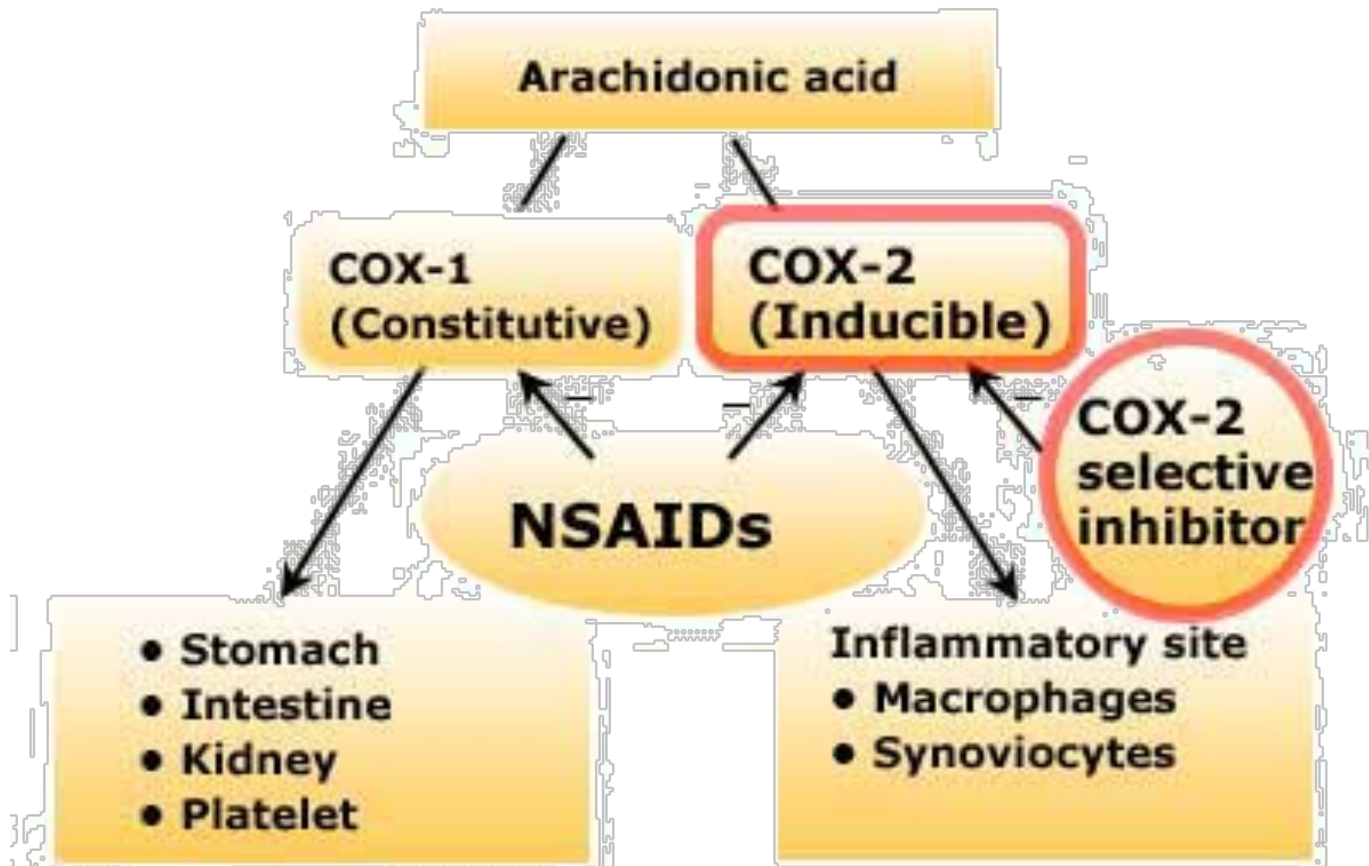 Arachidonic acid
COX-1
(Constitutive)
COX-2
(Inducible)
–
–
–
COX-2
selective
inhibitor
NSAIDs
● Stomach
● Intestine
● Kidney
● Platelet
Inflammatory site
● Macrophages
● Synoviocytes